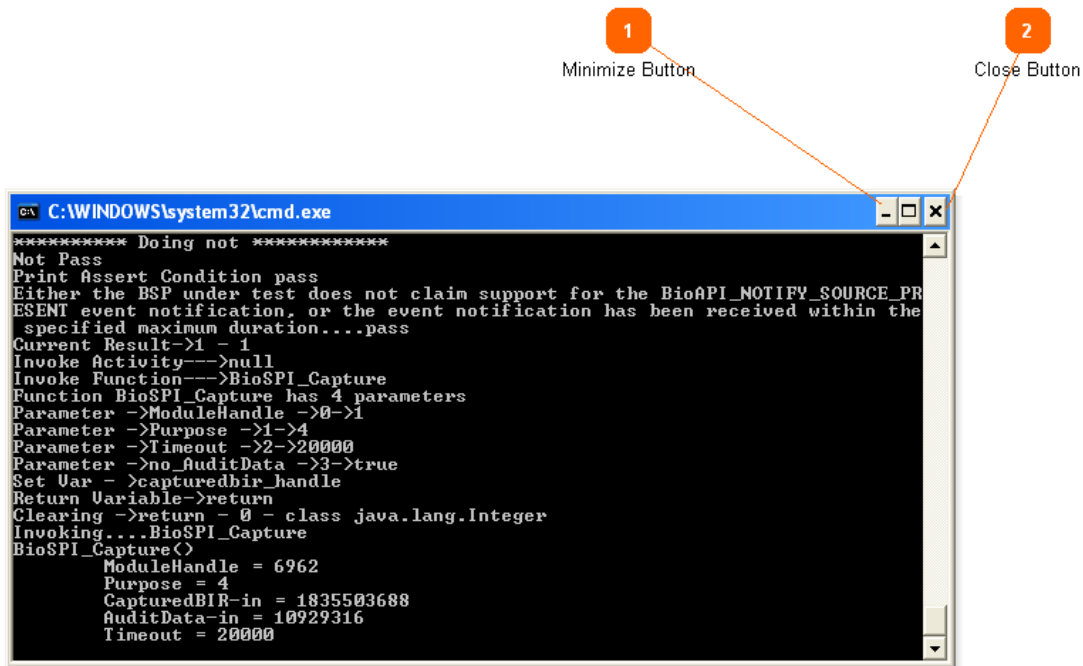 1
2
Minimize Button
Close Button
C:\WINDOWS\system32\cmd.exe
********** Doing not ************
Not Pass
Print Assert Condition pass
Either the BSP under test does not claim support for the BioAPI_NOTIFY_SOURCE_PR
ESENT event notification, or the event notification has been received within the
 specified maximum duration....pass
Current Result->1 - 1
Invoke Activity--->null
Invoke Function--->BioSPI_Capture
Function BioSPI_Capture has 4 parameters
Parameter ->ModuleHandle ->0->1
Parameter ->Purpose ->1->4
Parameter ->Timeout ->2->20000
Parameter ->no_AuditData ->3->true
Set Var - >capturedbir_handle
Return Variable->return
Clearing ->return - 0 - class java.lang.Integer
Invoking....BioSPI_Capture
BioSPI_Capture()
        ModuleHandle = 6962
        Purpose = 4
        CapturedBIR-in = 1835503688
        AuditData-in = 10929316
        Timeout = 20000